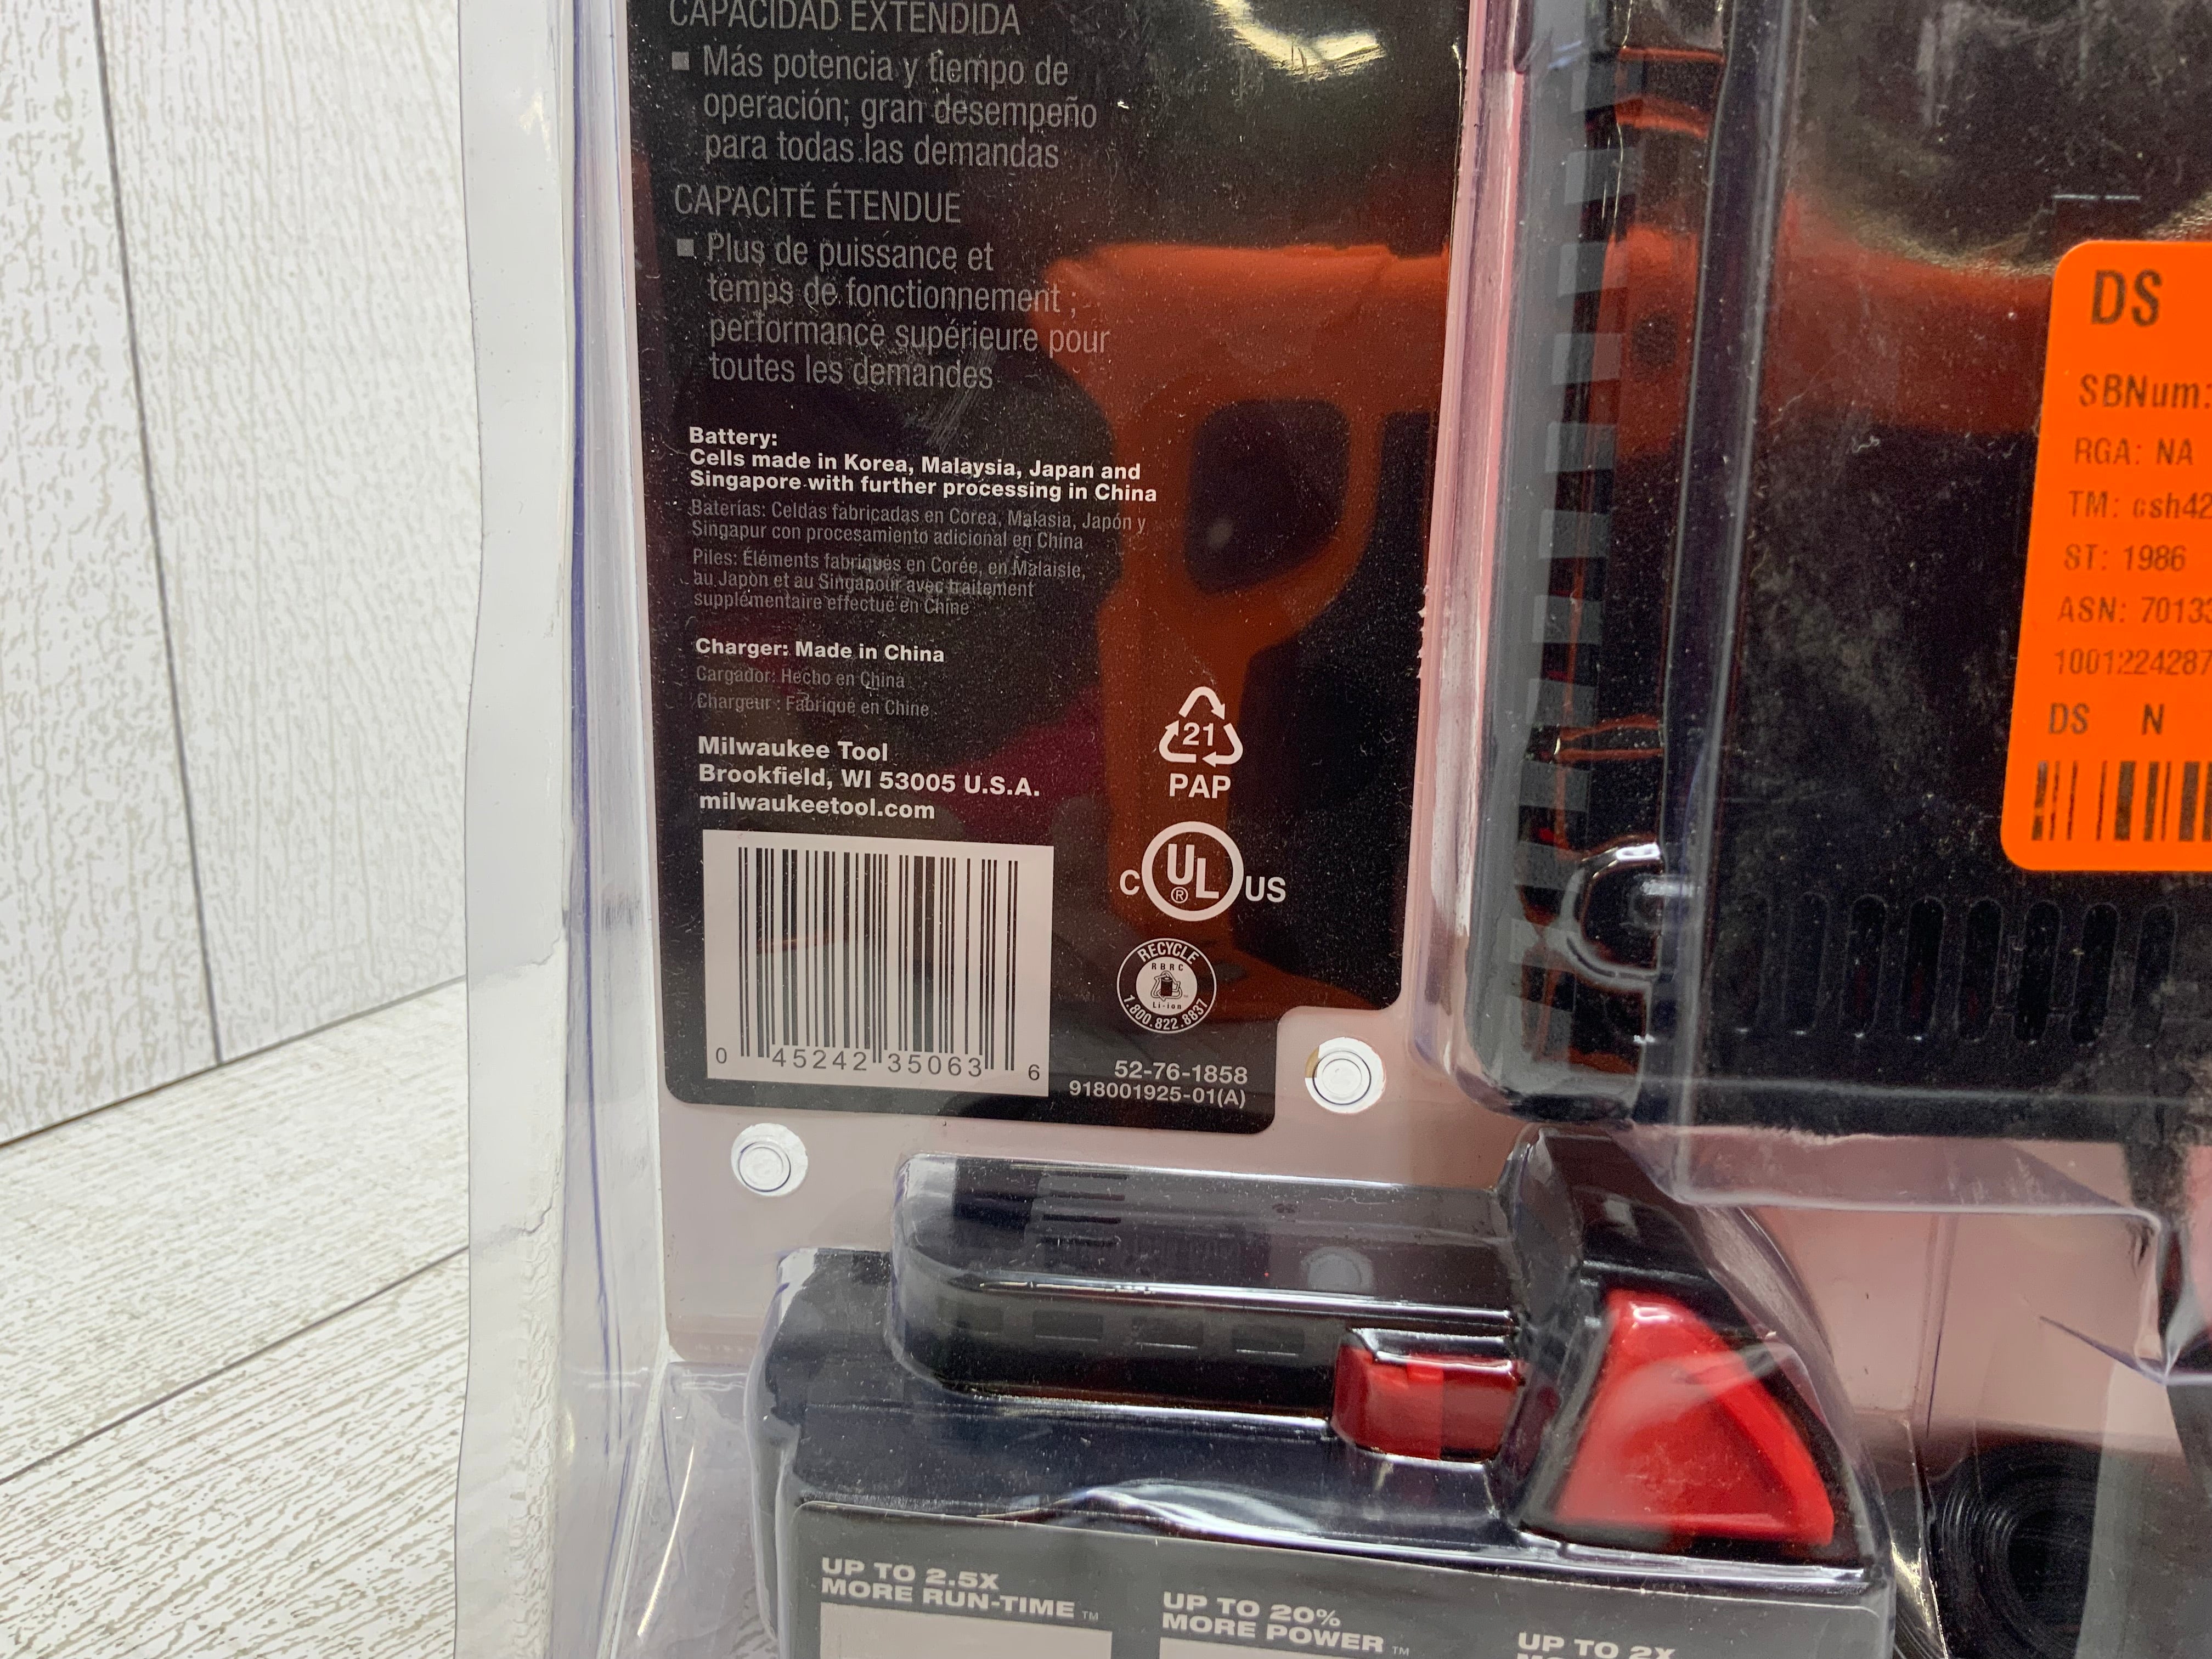 CAPACIDAD EXTENDIDA
▪ Más potencia y tiempo de
operación; gran desempeño
para todas las demandas
CAPACITÉ ÉTENDUE
▪ Plus de puissance et
temps de fonctionnement ;
performance supérieure pour
toutes les demandes
Battery:
Cells made in Korea, Malaysia, Japan and
Singapore with further processing in China
Baterías: Celdas fabricadas en Corea, Malasia, Japón y
Singapur con procesamiento adicional en China
Piles: Éléments fabriqués en Corée, en Malaisie,
au Japon et au Singapour avec traitement
supplémentaire effectué en Chine
Charger: Made in China
Cargador: Hecho en China
Chargeur : Fabriqué en Chine
Milwaukee Tool
Brookfield, WI 53005 U.S.A.
milwaukeetool.com
0 45242 35063 6
21
PAP
C UL® US
RECYCLE
RBRC
Li-ion
1.800.822.8837
52-76-1858
918001925-01(A)
DS
SBNum:
RGA: NA
TM: csh42
ST: 1986
ASN: 7013
1001224287
DS N
UP TO 2.5X
MORE RUN-TIME™
UP TO 20%
MORE POWER™
UP TO 2X